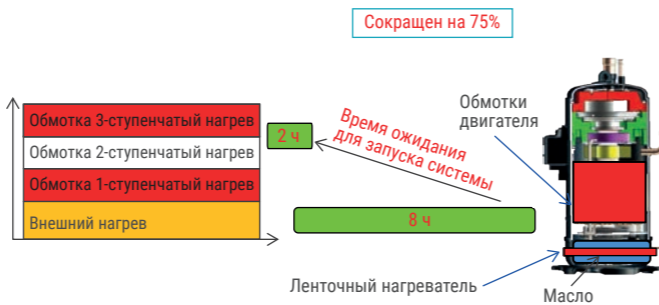 Сокращен на 75%
Обмотка 3-ступенчатый нагрев
Обмотка 2-ступенчатый нагрев
Обмотка 1-ступенчатый нагрев
Внешний нагрев
2 ч
Время ожидания
для запуска системы
8 ч
Обмотки
двигателя
Ленточный нагреватель
Масло